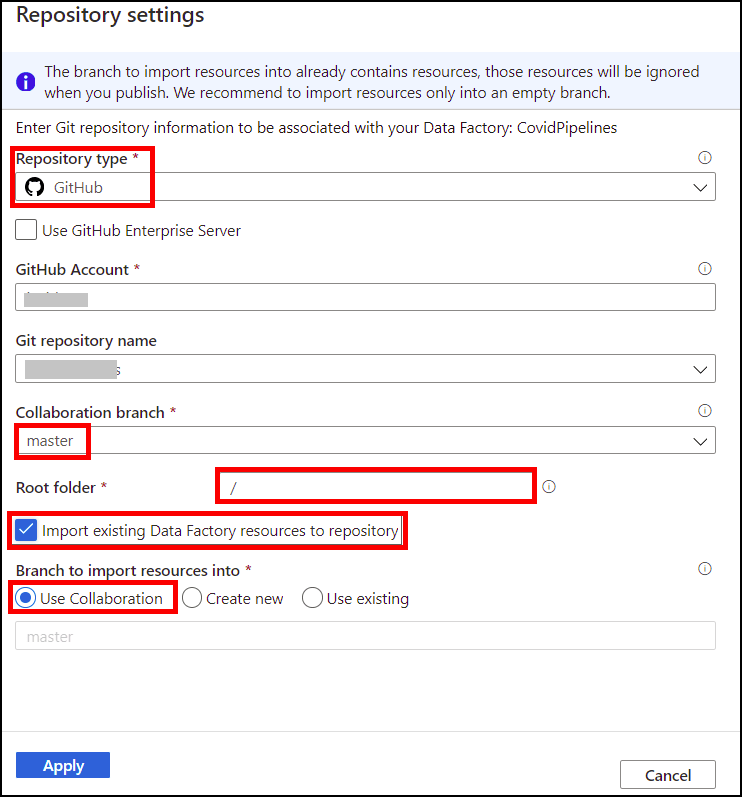 Repository settings
The branch to import resources into already contains resources, those resources will be ignored
when you publish. We recommend to import resources only into an empty branch.
Enter Git repository information to be associated with your Data Factory: CovidPipelines
Repository type *
GitHub
Use GitHub Enterprise Server
GitHub Account *
Git repository name
Collaboration branch *
master
Root folder *
/
Import existing Data Factory resources to repository
Branch to import resources into *
Use Collaboration Create new Use existing
master
Apply
Cancel